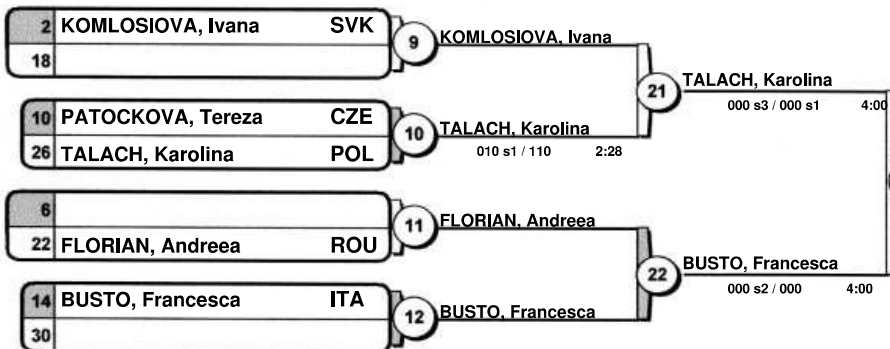 2 KOMLOSIOVA, Ivana SVK
18
9
KOMLOSIOVA, Ivana
10 PATOCKOVA, Tereza CZE
26 TALACH, Karolina POL
10
TALACH, Karolina
010 s1 / 110 2:28
21
TALACH, Karolina
000 s3 / 000 s1 4:00
6
22 FLORIAN, Andreea ROU
11
FLORIAN, Andreea
14 BUSTO, Francesca ITA
30
12
BUSTO, Francesca
22
BUSTO, Francesca
000 s2 / 000 4:00